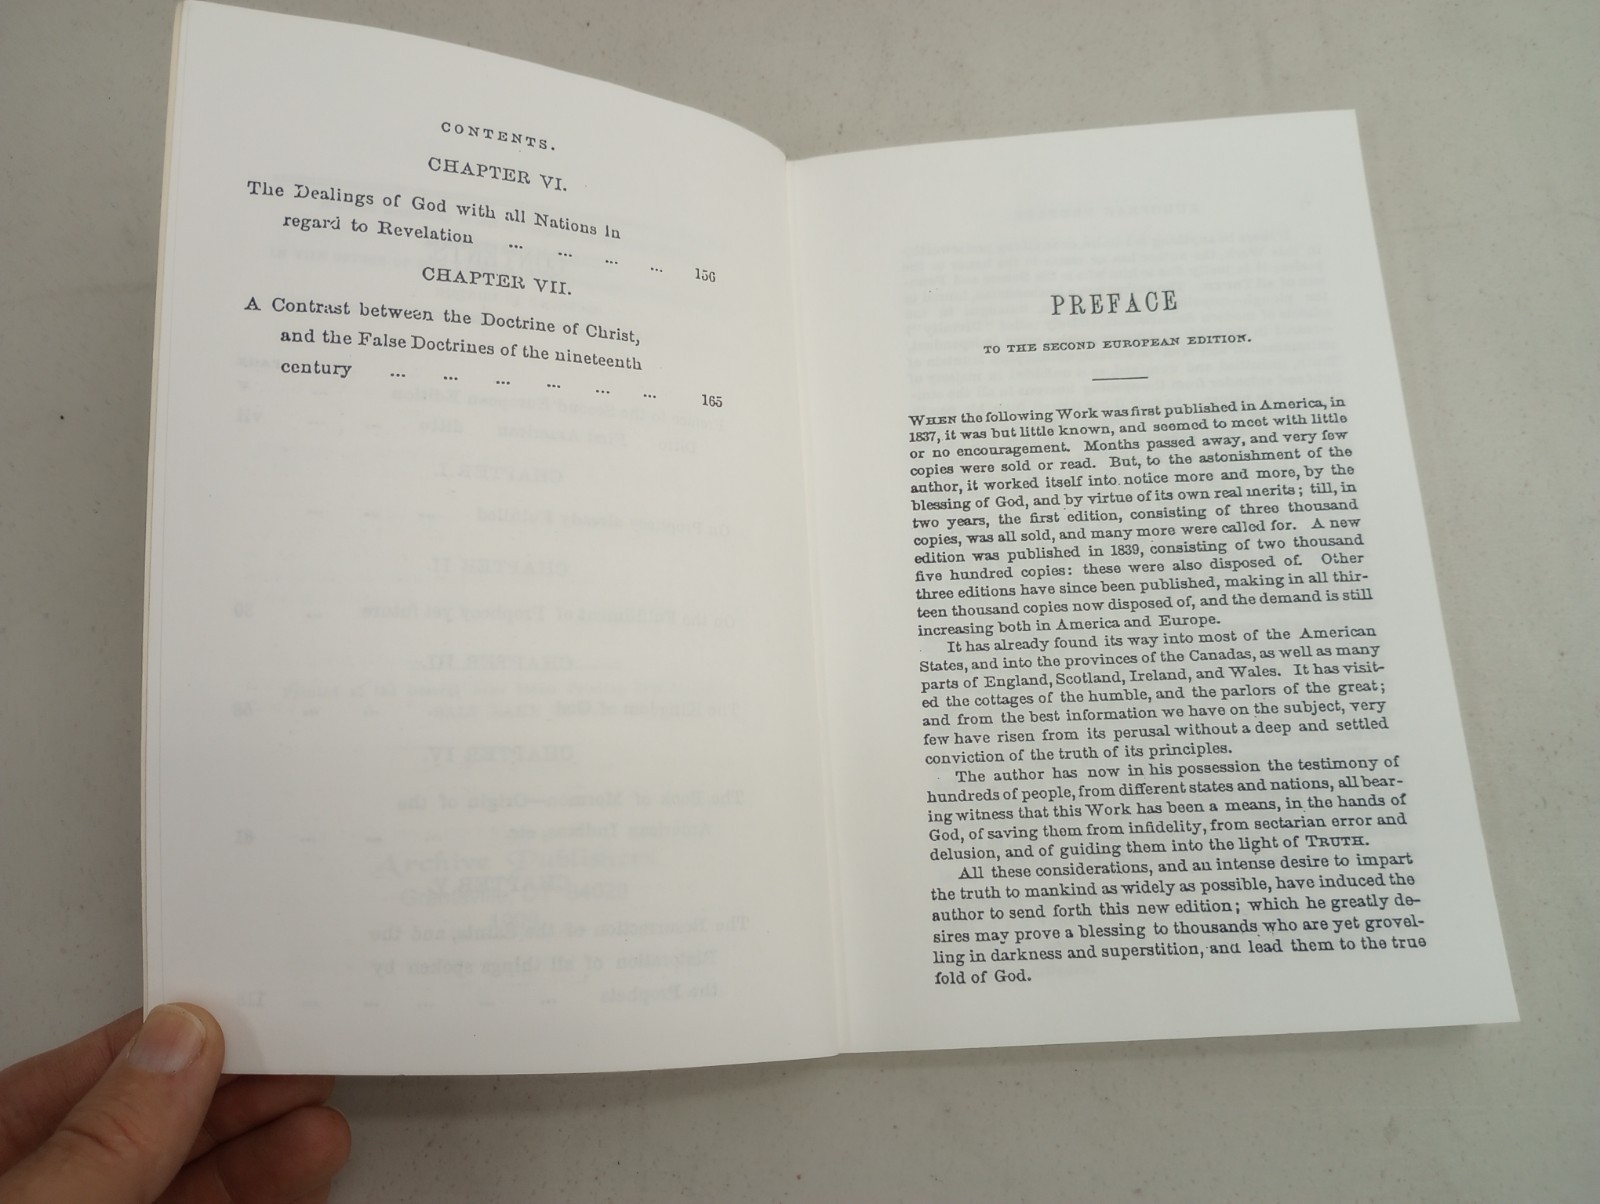 CONTENTS.
CHAPTER VI.
The Dealings of God with all Nations in
regard to Revelation ... ... ... ... 156
CHAPTER VII.
A Contrast between the Doctrine of Christ,
and the False Doctrines of the nineteenth
century ... ... ... ... ... ... 165
PREFACE
TO THE SECOND EUROPEAN EDITION.
WHEN the following Work was first published in America, in
1837, it was but little known, and seemed to meet with little
or no encouragement. Months passed away, and very few
copies were sold or read. But, to the astonishment of the
author, it worked itself into notice more and more, by the
blessing of God, and by virtue of its own real merits; till, in
two years, the first edition, consisting of three thousand
copies, was all sold, and many more were called for. A new
edition was published in 1839, consisting of two thousand
five hundred copies: these were also disposed of. Other
three editions have since been published, making in all thir-
teen thousand copies now disposed of, and the demand is still
increasing both in America and Europe.
It has already found its way into most of the American
States, and into the provinces of the Canadas, as well as many
parts of England, Scotland, Ireland, and Wales. It has visit-
ed the cottages of the humble, and the parlors of the great;
and from the best information we have on the subject, very
few have risen from its perusal without a deep and settled
conviction of the truth of its principles.
The author has now in his possession the testimony of
hundreds of people, from different states and nations, all bear-
ing witness that this Work has been a means, in the hands of
God, of saving them from infidelity, from sectarian error and
delusion, and of guiding them into the light of TRUTH.
All these considerations, and an intense desire to impart
the truth to mankind as widely as possible, have induced the
author to send forth this new edition; which he greatly de-
sires may prove a blessing to thousands who are yet grovel-
ling in darkness and superstition, and lead them to the true
fold of God.